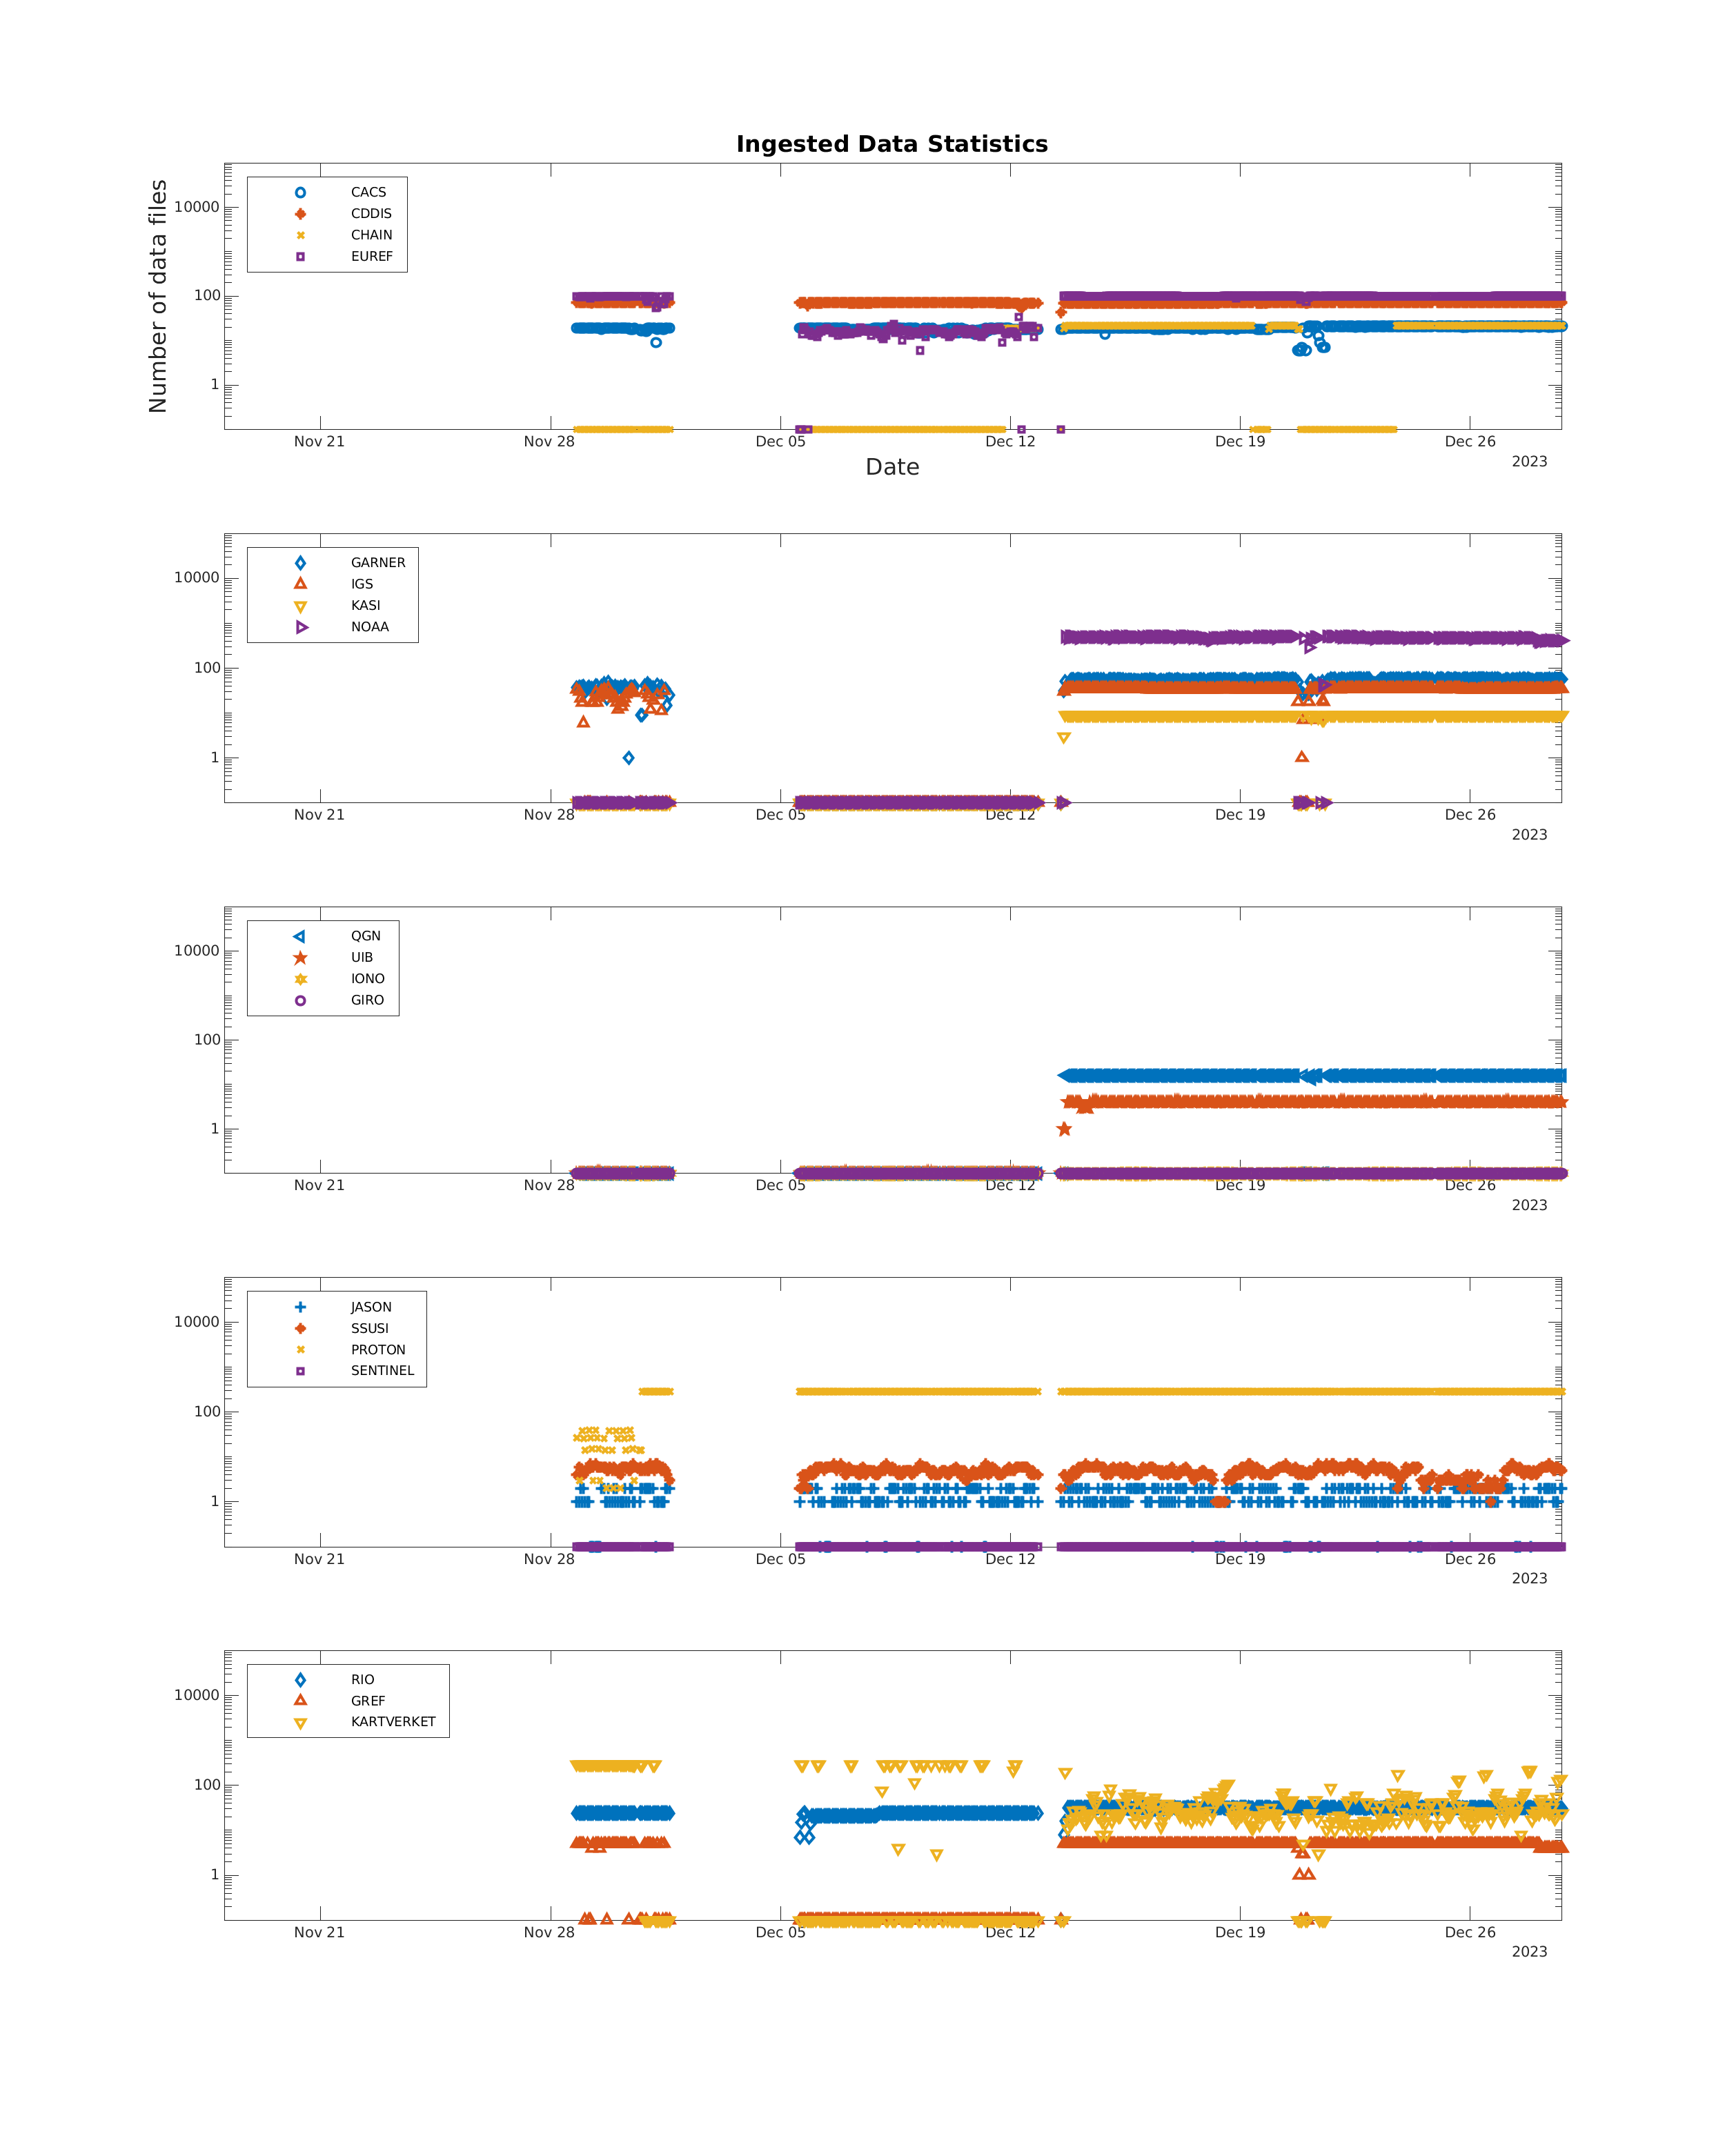 Ingested Data Statistics
Number of data files
10000
100
1
CACS
CDDIS
CHAIN
EUREF
Nov 21 Nov 28 Dec 05 Dec 12 Dec 19 Dec 26
2023
Date
10000
100
1
GARNER
IGS
KASI
NOAA
Nov 21 Nov 28 Dec 05 Dec 12 Dec 19 Dec 26
2023
10000
100
1
QGN
UIB
IONO
GIRO
Nov 21 Nov 28 Dec 05 Dec 12 Dec 19 Dec 26
2023
10000
100
1
JASON
SSUSI
PROTON
SENTINEL
Nov 21 Nov 28 Dec 05 Dec 12 Dec 19 Dec 26
2023
10000
100
1
RIO
GREF
KARTVERKET
Nov 21 Nov 28 Dec 05 Dec 12 Dec 19 Dec 26
2023